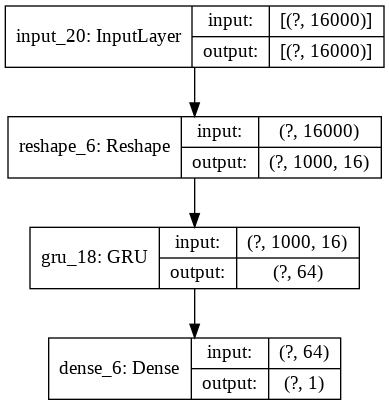 input_20: InputLayer
input: [(?, 16000)]
output: [(?, 16000)]
reshape_6: Reshape
input: (?, 16000)
output: (?, 1000, 16)
gru_18: GRU
input: (?, 1000, 16)
output: (?, 64)
dense_6: Dense
input: (?, 64)
output: (?, 1)